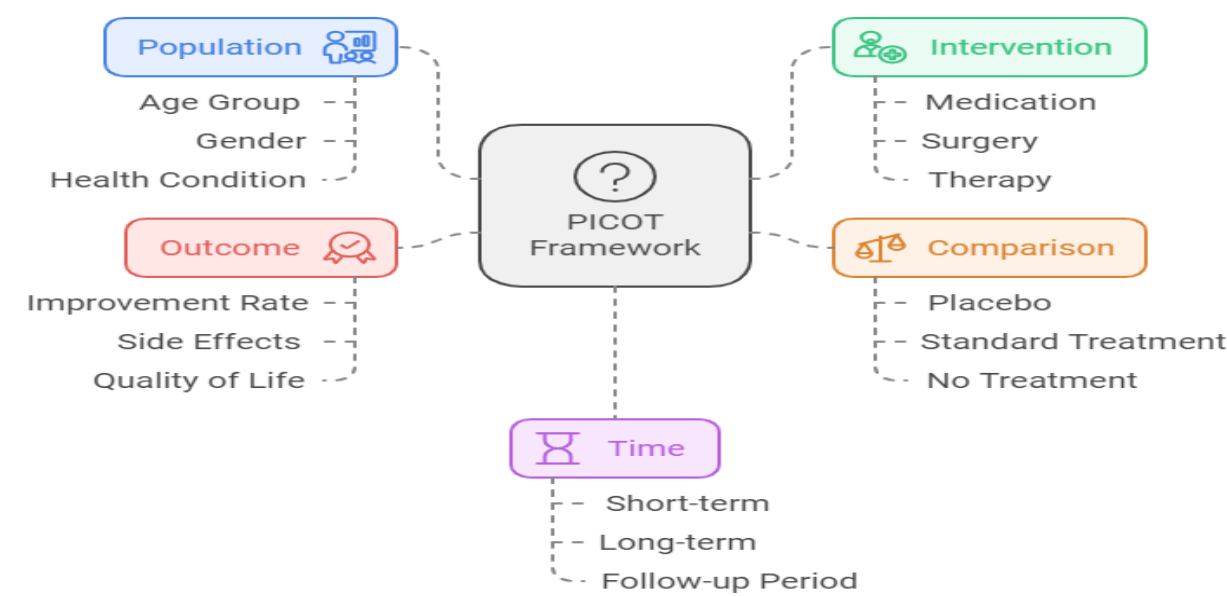 Population
Age Group
Gender
Health Condition
Outcome
Improvement Rate
Side Effects
Quality of Life
?
PICOT
Framework
Intervention
Medication
Surgery
Therapy
Comparison
Placebo
Standard Treatment
No Treatment
Time
Short-term
Long-term
Follow-up Period